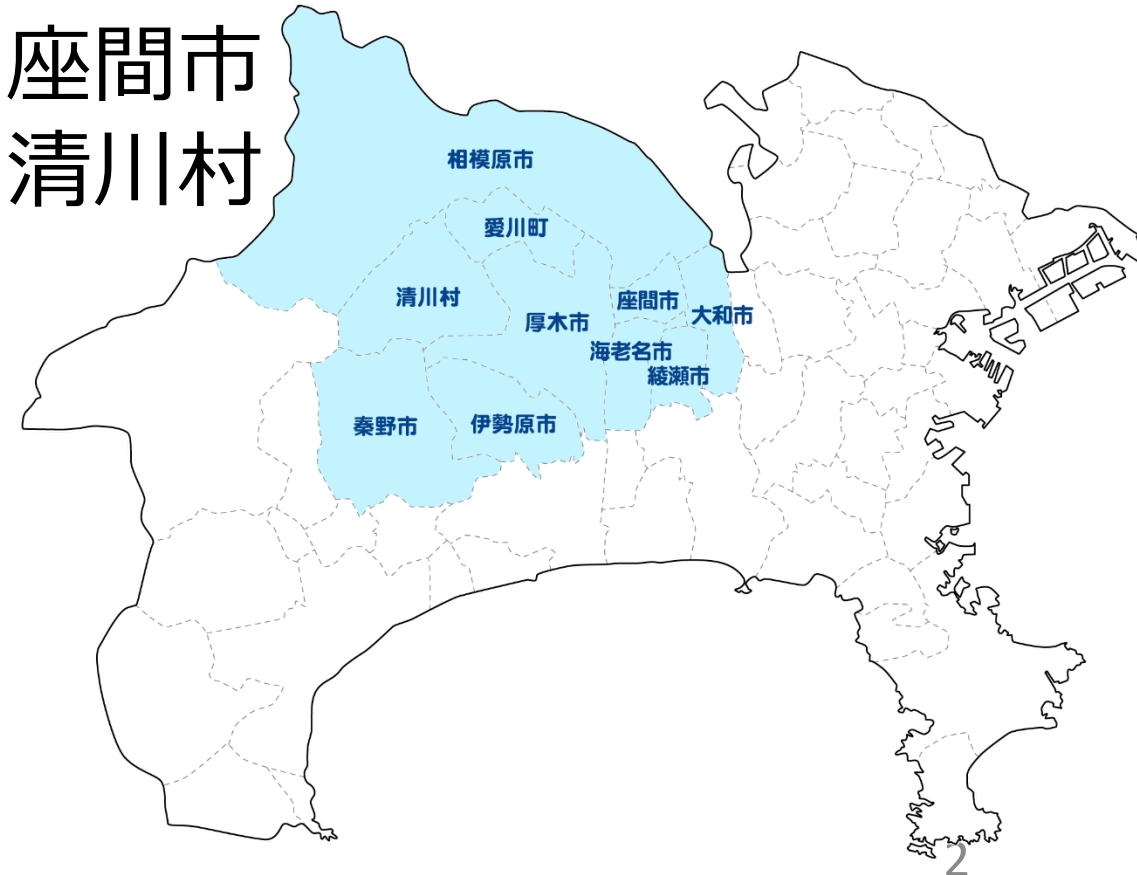 座間市
清川村
相模原市
愛川町
清川村
座間市
厚木市
大和市
海老名市
綾瀬市
秦野市
伊勢原市
2